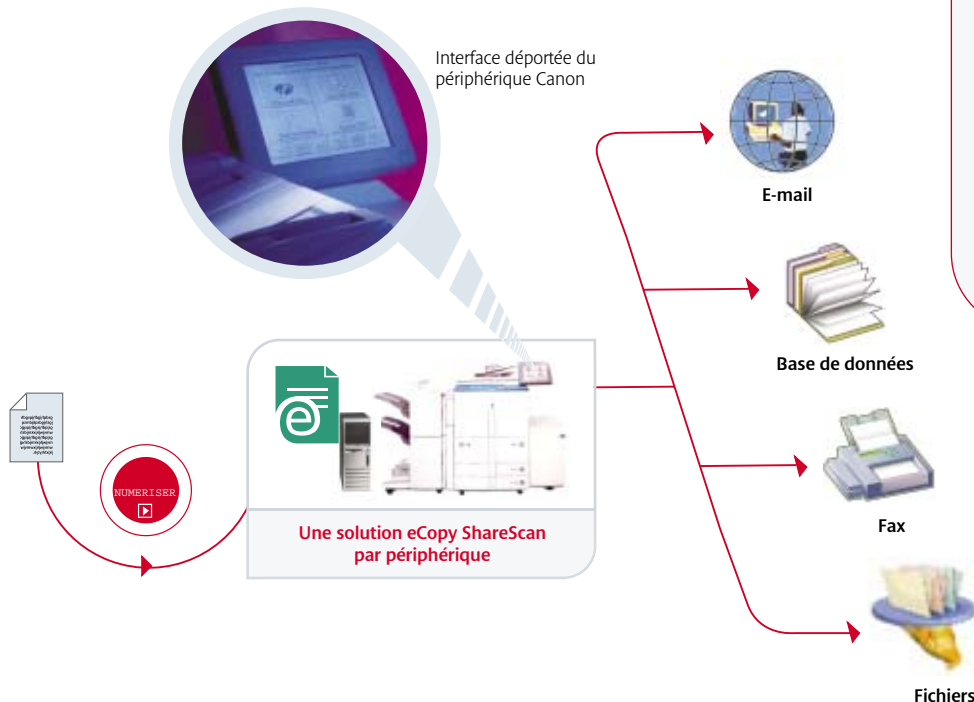 Interface déportée du
périphérique Canon
E-mail
Base de données
NUMERISER
Une solution eCopy ShareScan
par périphérique
Fax
Fichiers